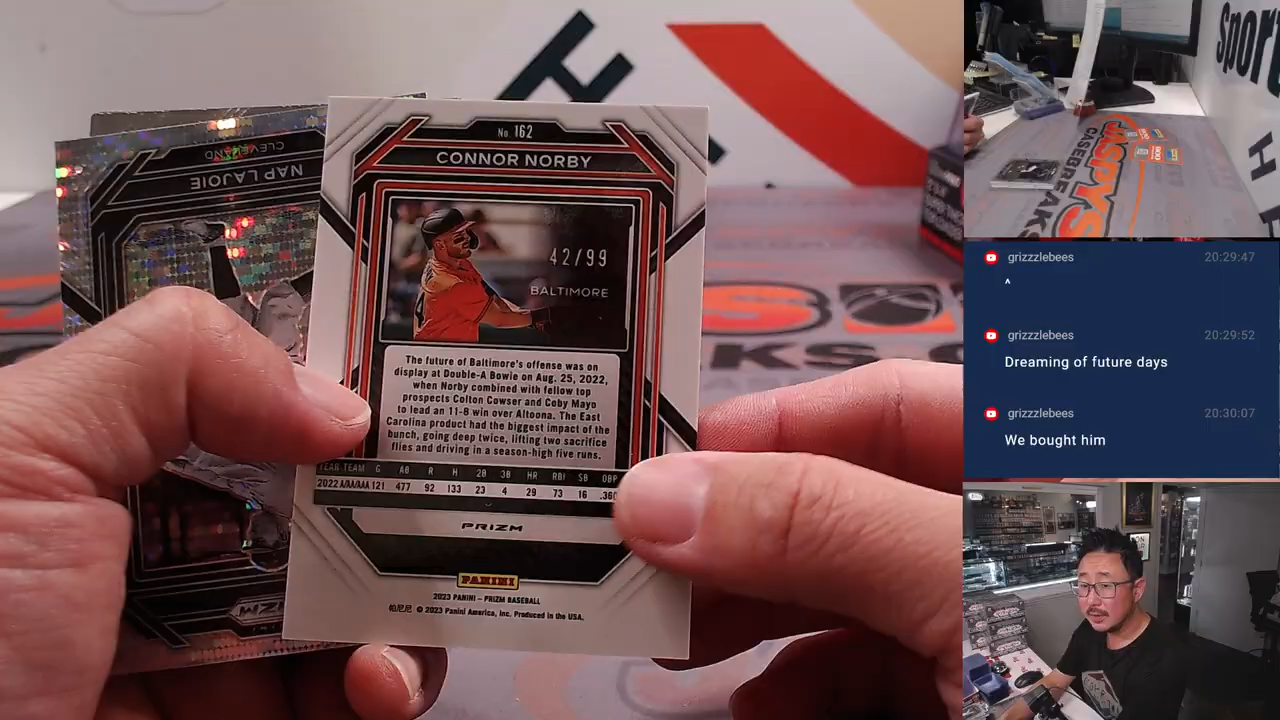 No. 162
CONNOR NORBY
42/99
BALTIMORE
The future of Baltimore's offense was on
display at Double-A Bowie on Aug. 25, 2022,
when Norby combined with fellow top
prospects Colton Cowser and Coby Mayo
to lead an 11-8 win over Altoona. The East
Carolina product had the biggest impact of the
bunch, going deep twice, lifting two sacrifice
flies and driving in a season-high five runs.
YEAR TEAM G AB R H 2B 3B HR RBI SB OBP
2022 A/AA/AAA 121 477 92 133 23 4 29 73 16 .360
PRIZM
PANINI
2023 PANINI – PRIZM BASEBALL
帕尼尼 © 2023 Panini America, Inc. Produced in the USA.
CLEVELAND
NAP LAJOIE
PRIZM
JASPYS
CASEBREAKS
grizzzlebees 20:29:47
^
grizzzlebees 20:29:52
Dreaming of future days
grizzzlebees 20:30:07
We bought him